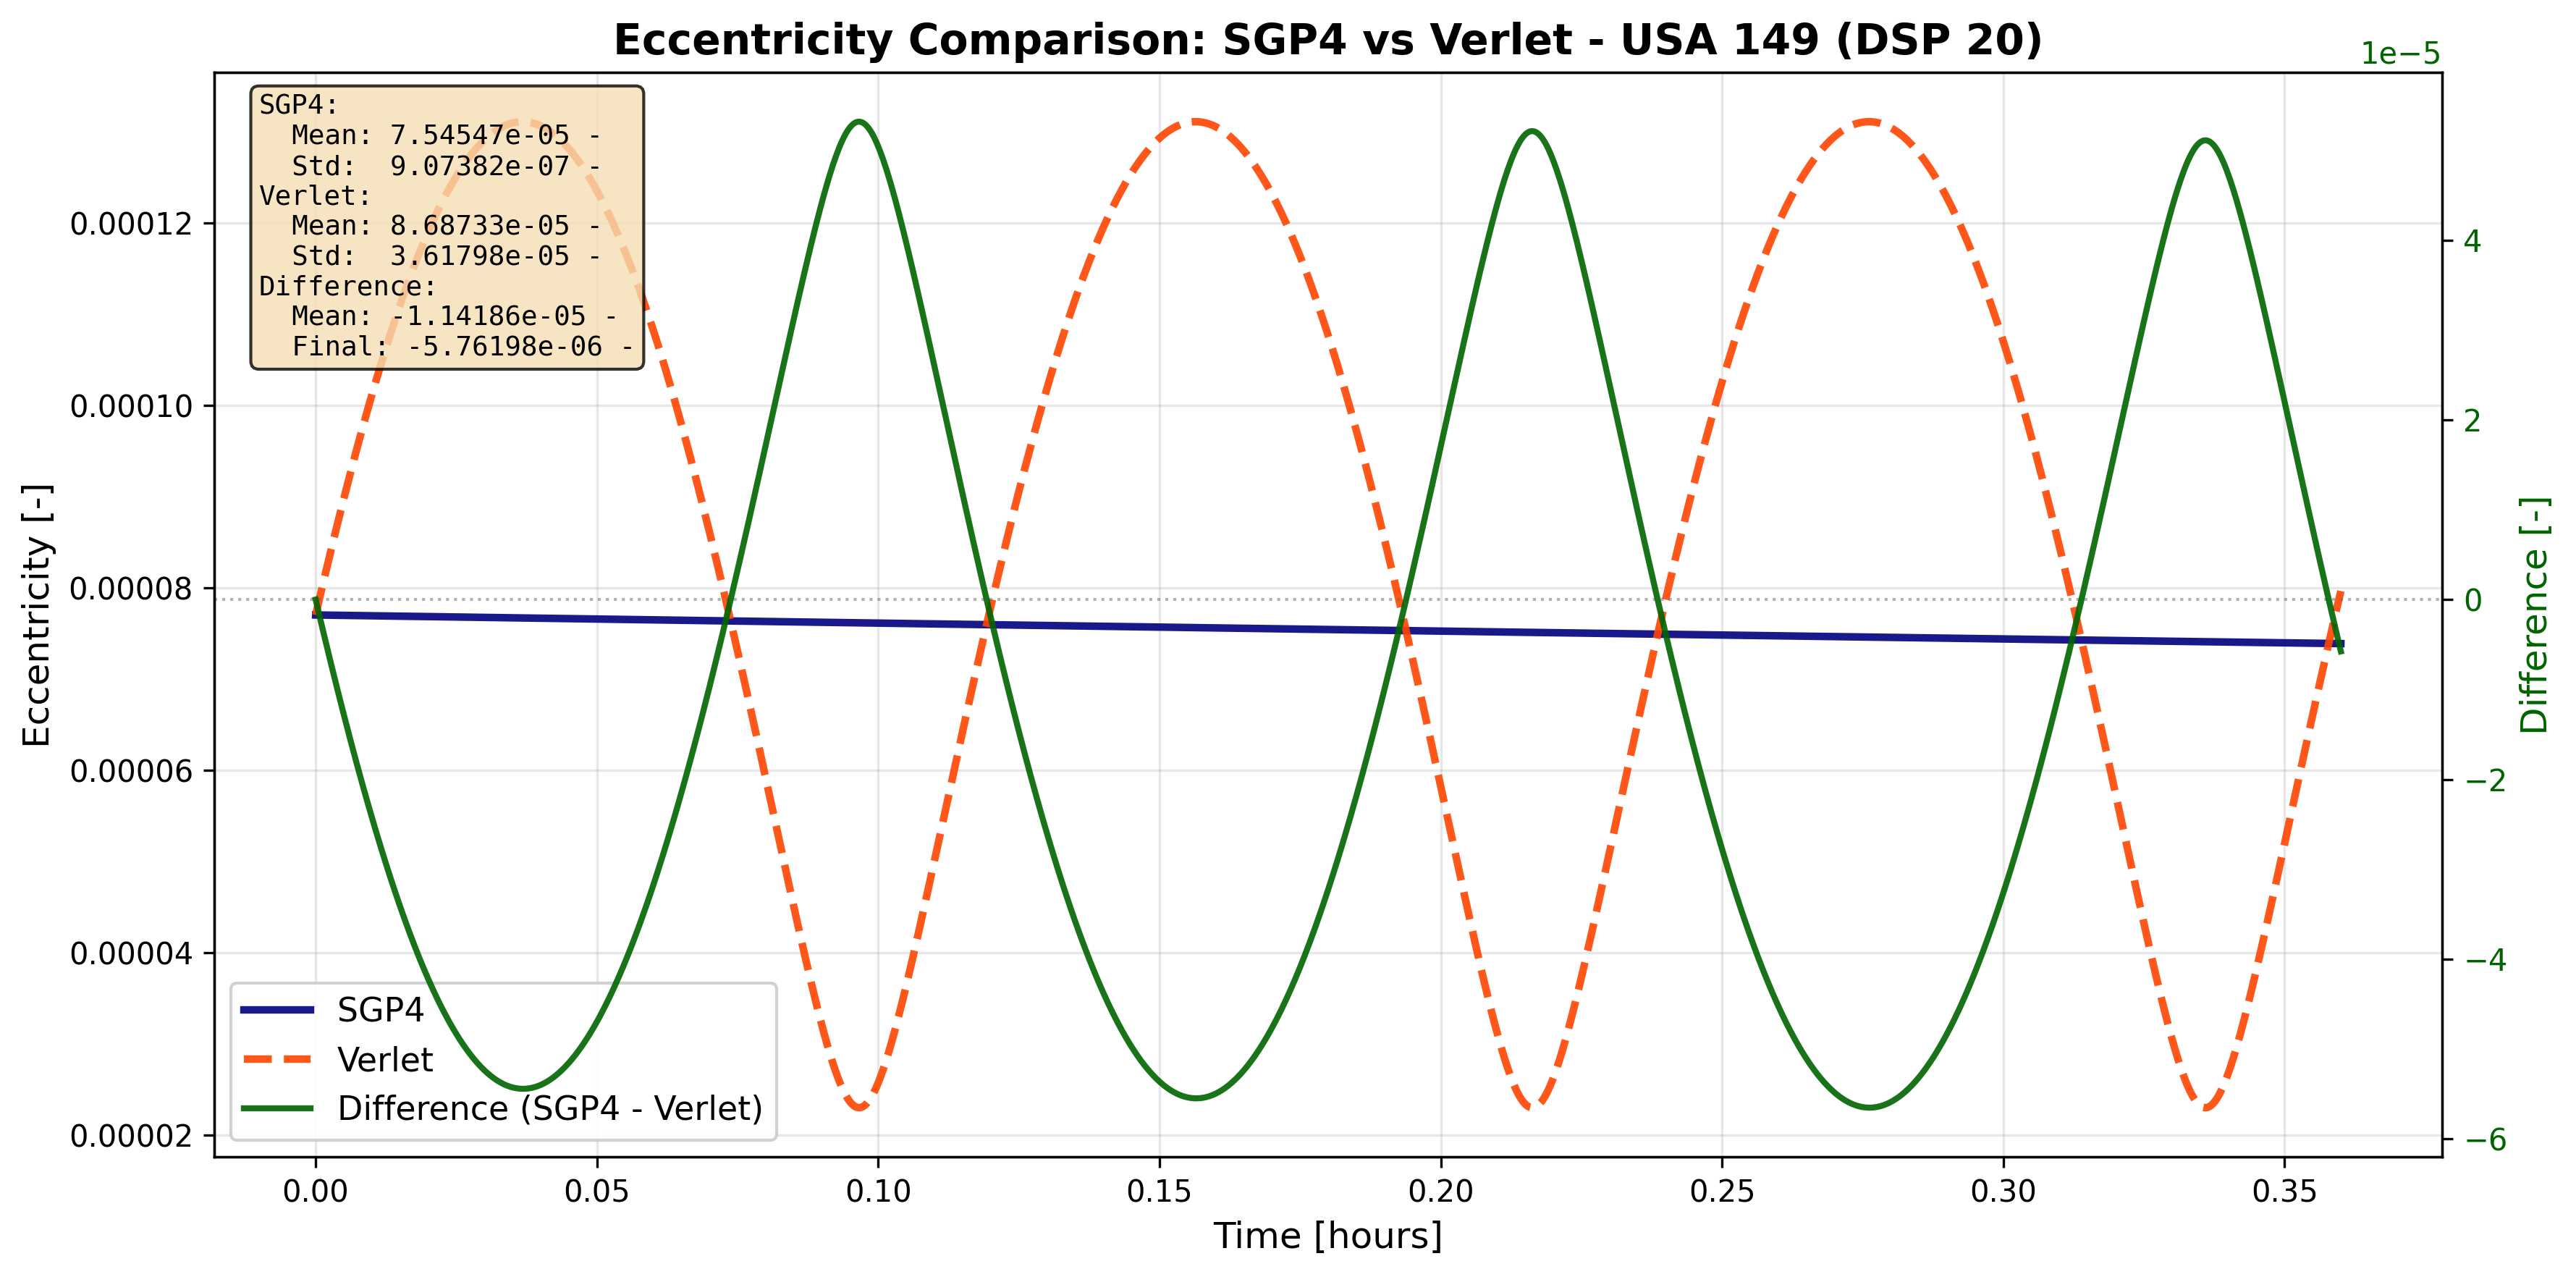 Eccentricity Comparison: SGP4 vs Verlet - USA 149 (DSP 20)
1e−5
SGP4:
Mean: 7.54547e-05 -
Std: 9.07382e-07 -
Verlet:
Mean: 8.68733e-05 -
Std: 3.61798e-05 -
Difference:
Mean: -1.14186e-05 -
Final: -5.76198e-06 -
Eccentricity [-]
0.00012
0.00010
0.00008
0.00006
0.00004
0.00002
4
2
0
−2
−4
−6
Difference [-]
SGP4
Verlet
Difference (SGP4 - Verlet)
0.00 0.05 0.10 0.15 0.20 0.25 0.30 0.35
Time [hours]